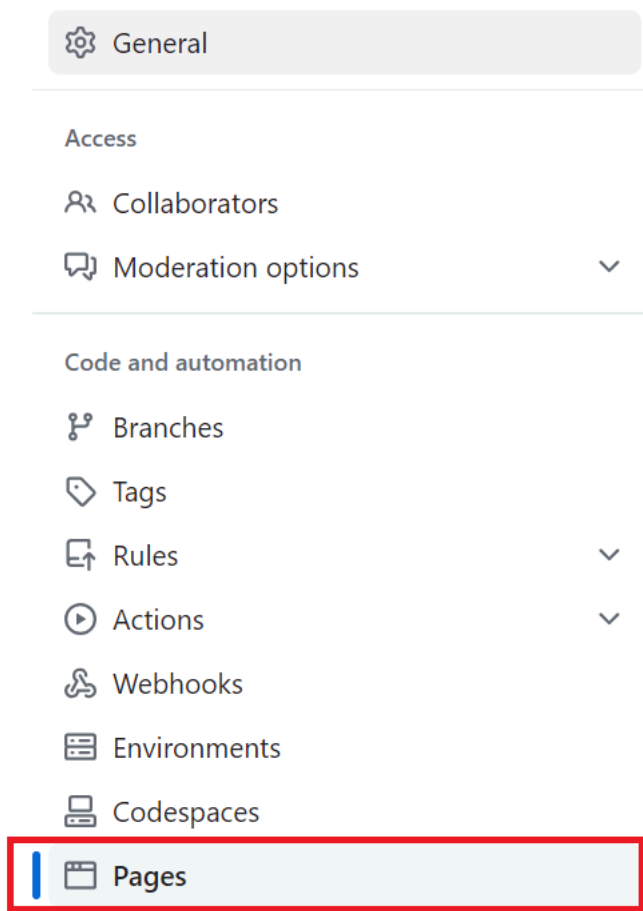 General
Access
Collaborators
Moderation options
Code and automation
Branches
Tags
Rules
Actions
Webhooks
Environments
Codespaces
Pages